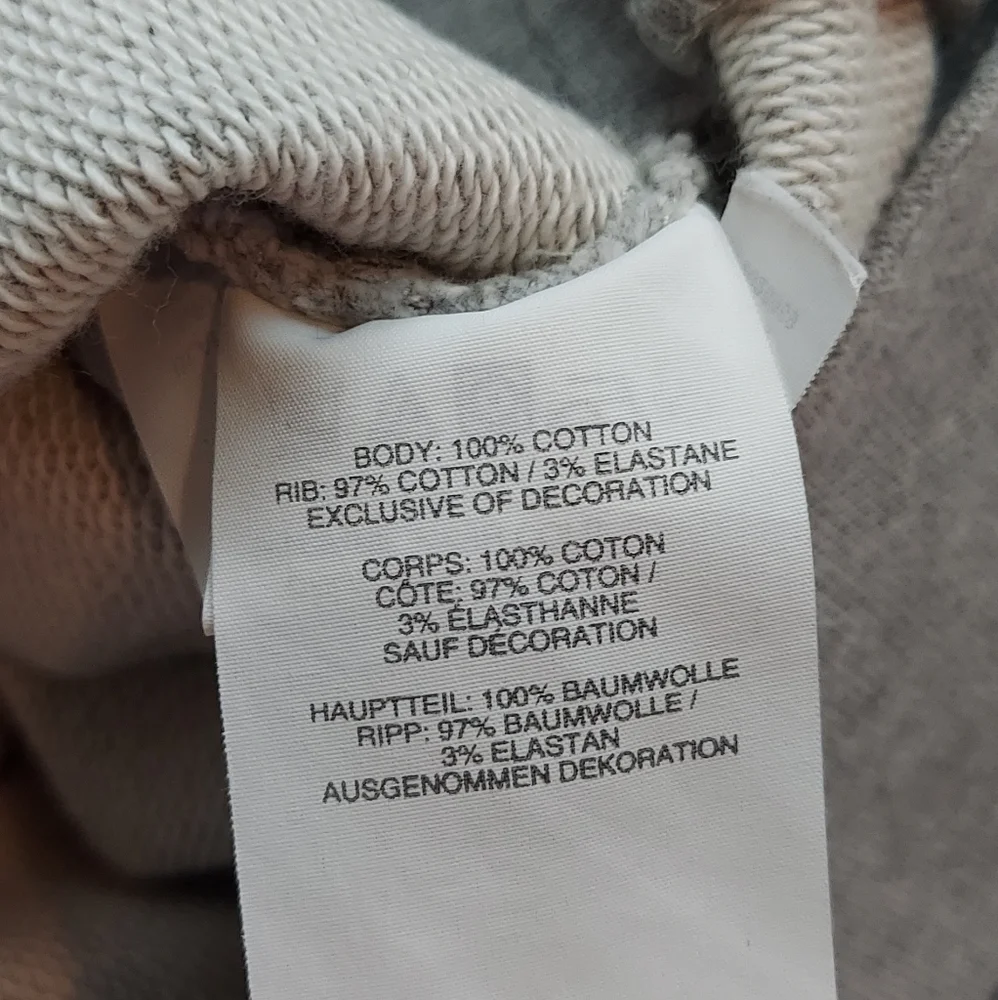 BODY: 100% COTTON
RIB: 97% COTTON / 3% ELASTANE
EXCLUSIVE OF DECORATION
CORPS: 100% COTON
CÔTE: 97% COTON /
3% ÉLASTHANNE
SAUF DÉCORATION
HAUPTTEIL: 100% BAUMWOLLE
RIPP: 97% BAUMWOLLE /
3% ELASTAN
AUSGENOMMEN DEKORATION